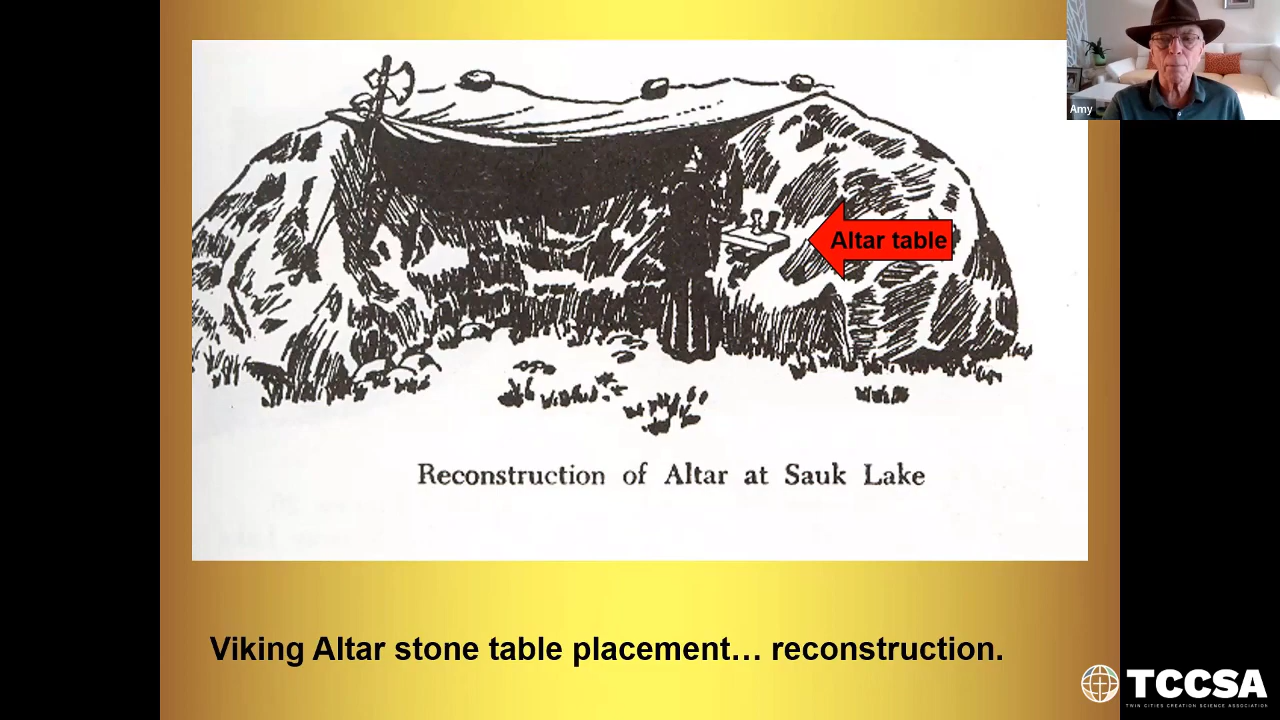 Amy
Altar table
Reconstruction of Altar at Sauk Lake
Viking Altar stone table placement… reconstruction.
TCCSA
TWIN CITIES CREATION SCIENCE ASSOCIATION